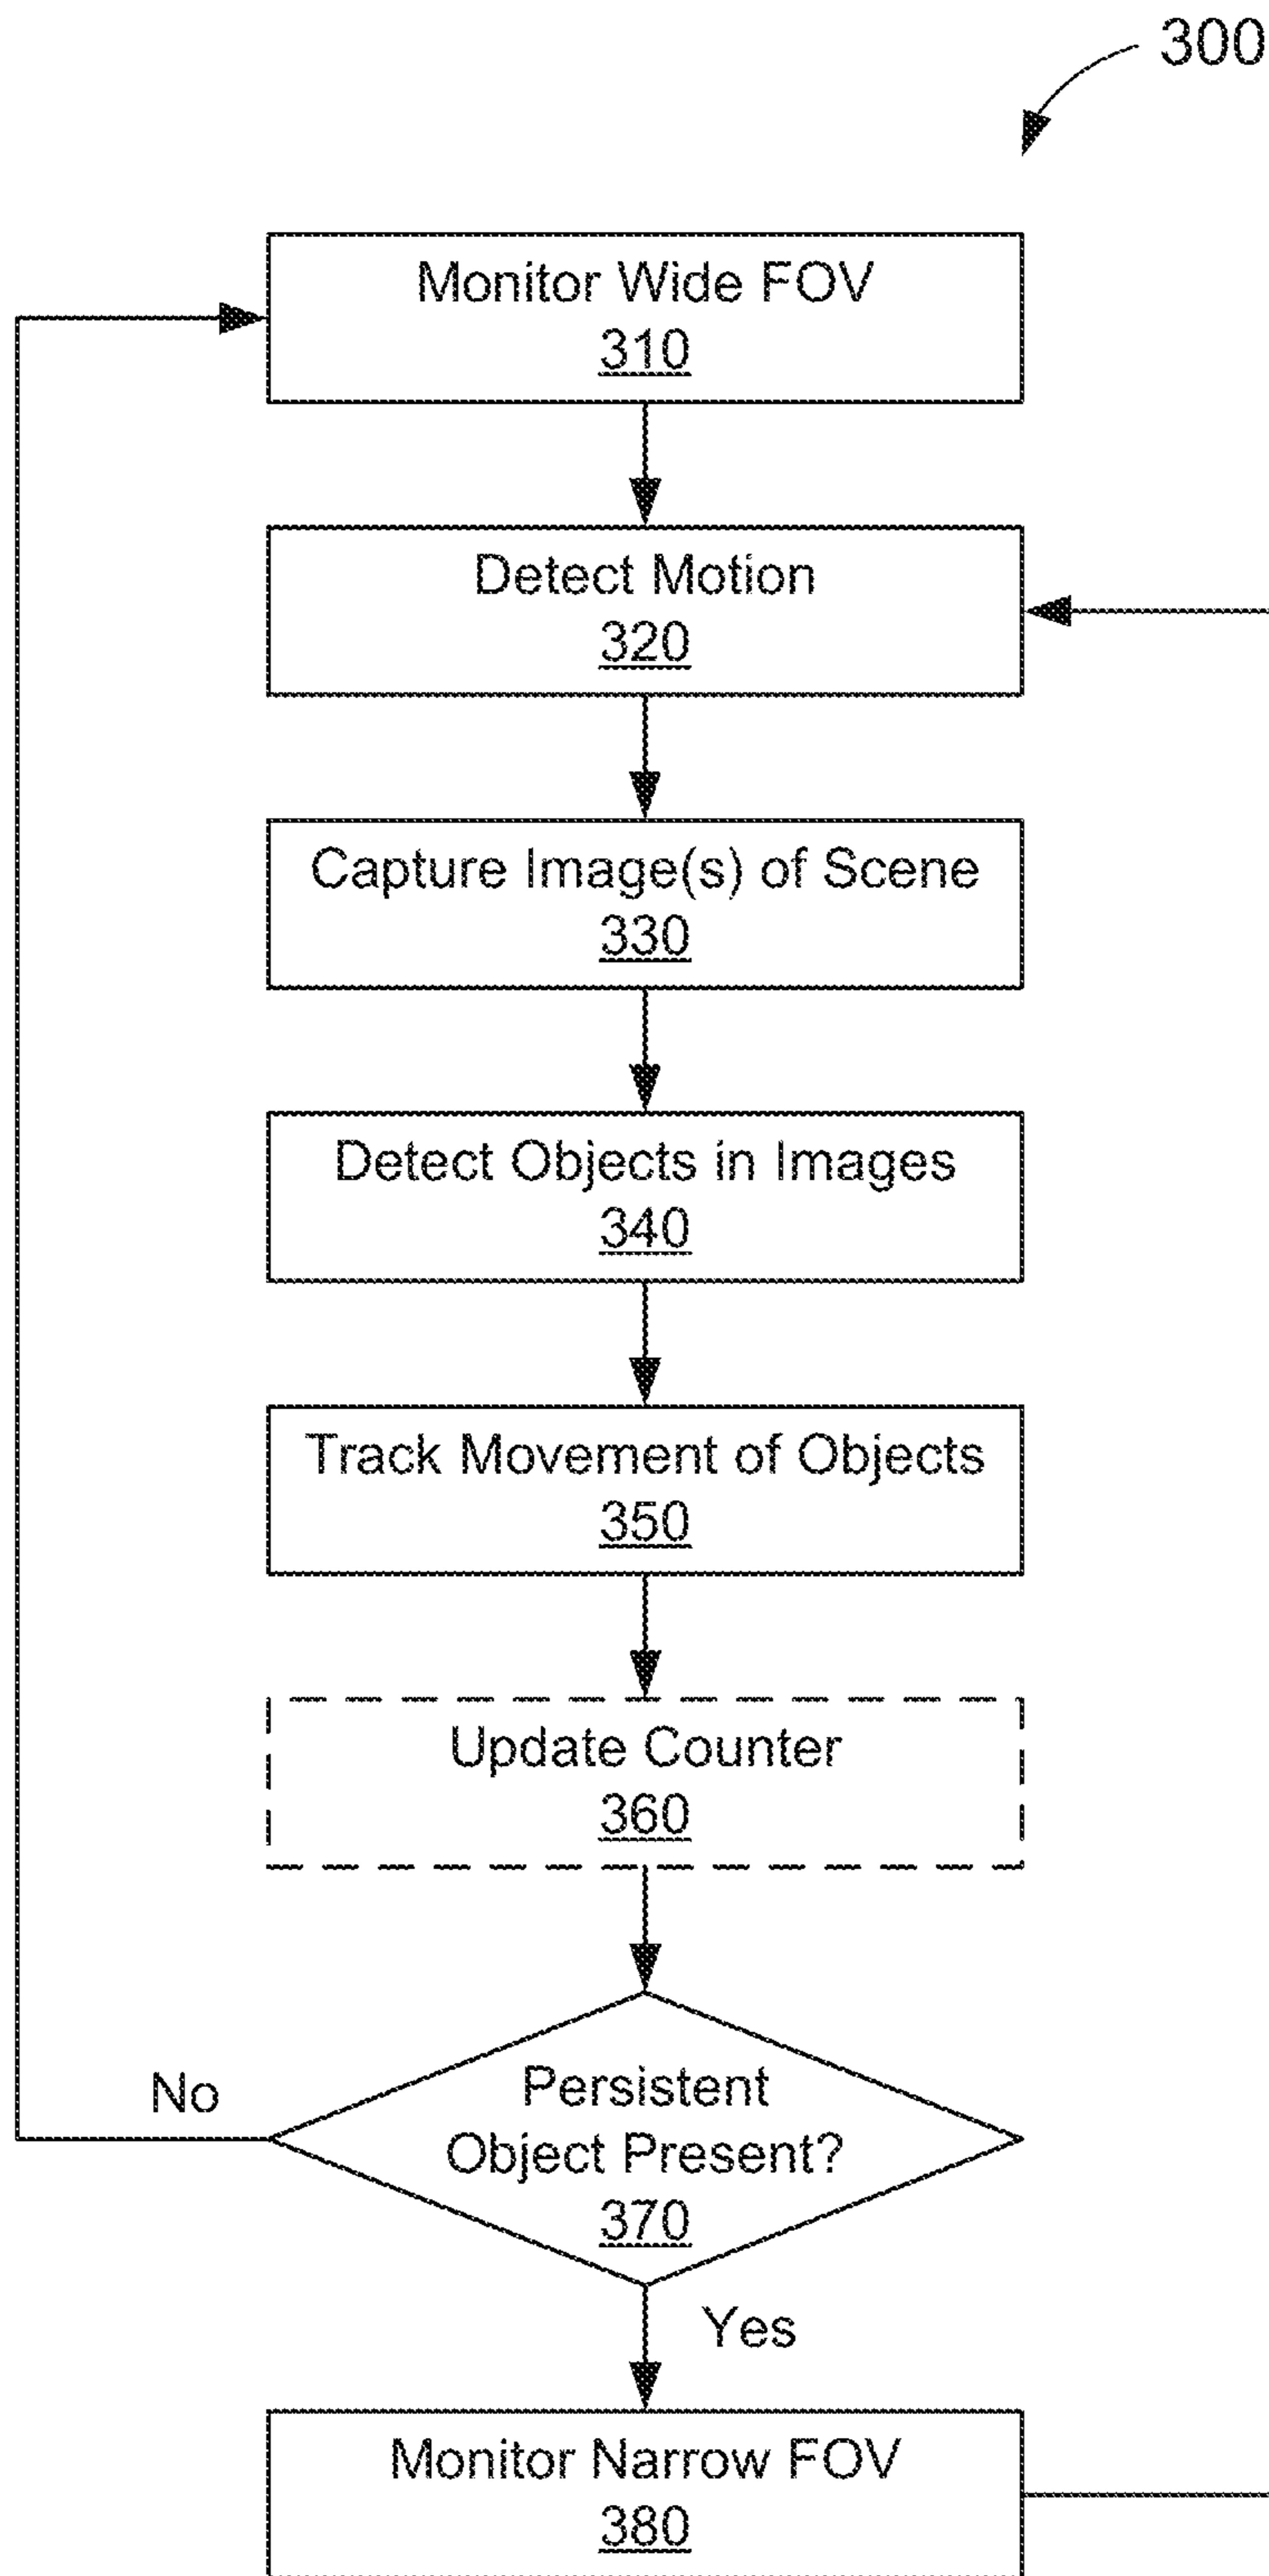 300
Monitor Wide FOV
310
Detect Motion
320
Capture Image(s) of Scene
330
Detect Objects in Images
340
Track Movement of Objects
350
Update Counter
360
No
Persistent
Object Present?
370
Yes
Monitor Narrow FOV
380